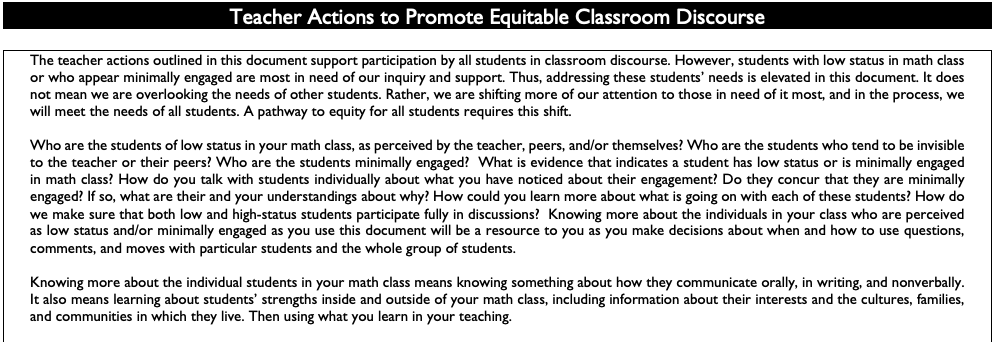 Teacher Actions to Promote Equitable Classroom Discourse
The teacher actions outlined in this document support participation by all students in classroom discourse. However, students with low status in math class
or who appear minimally engaged are most in need of our inquiry and support. Thus, addressing these students' needs is elevated in this document. It does
not mean we are overlooking the needs of other students. Rather, we are shifting more of our attention to those in need of it most, and in the process, we
will meet the needs of all students. A pathway to equity for all students requires this shift.
Who are the students of low status in your math class, as perceived by the teacher, peers, and/or themselves? Who are the students who tend to be invisible
to the teacher or their peers? Who are the students minimally engaged?  What is evidence that indicates a student has low status or is minimally engaged
in math class? How do you talk with students individually about what you have noticed about their engagement? Do they concur that they are minimally
engaged? If so, what are their and your understandings about why? How could you learn more about what is going on with each of these students? How do
we make sure that both low and high-status students participate fully in discussions?  Knowing more about the individuals in your class who are perceived
as low status and/or minimally engaged as you use this document will be a resource to you as you make decisions about when and how to use questions,
comments, and moves with particular students and the whole group of students.
Knowing more about the individual students in your math class means knowing something about how they communicate orally, in writing, and nonverbally.
It also means learning about students' strengths inside and outside of your math class, including information about their interests and the cultures, families,
and communities in which they live. Then using what you learn in your teaching.